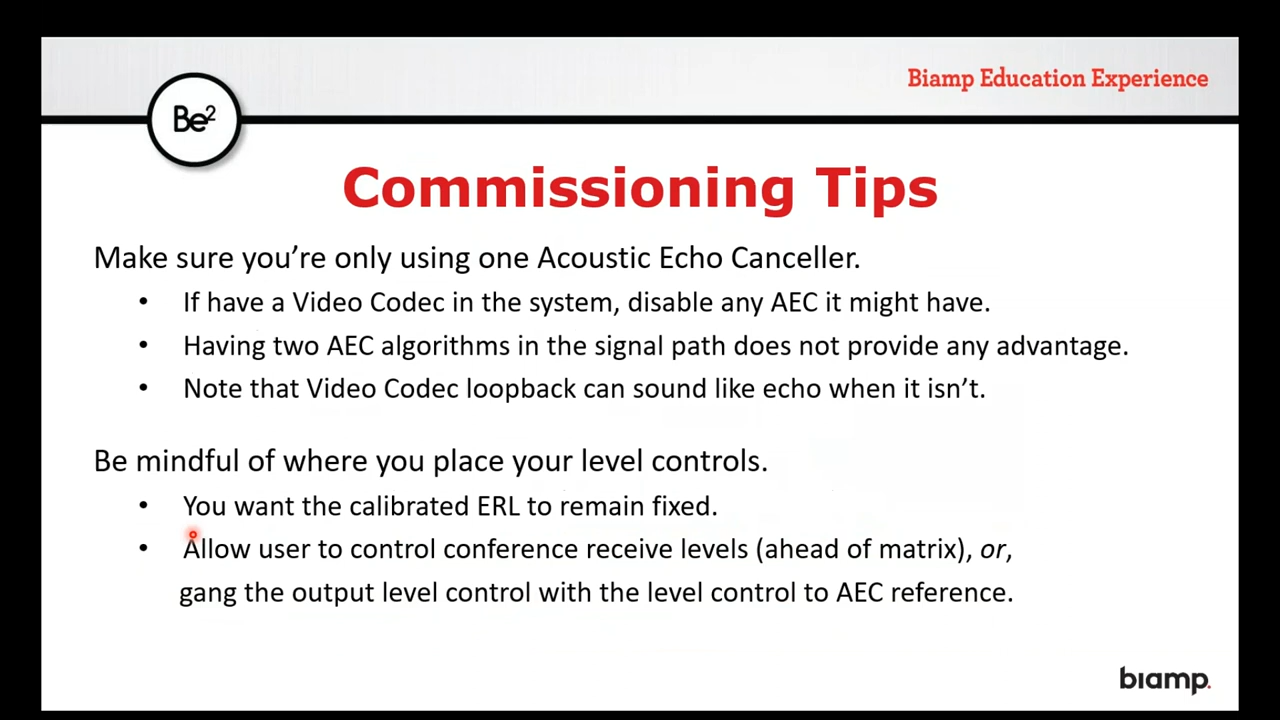 Biamp Education Experience
Be²
Commissioning Tips
Make sure you’re only using one Acoustic Echo Canceller.
• If have a Video Codec in the system, disable any AEC it might have.
• Having two AEC algorithms in the signal path does not provide any advantage.
• Note that Video Codec loopback can sound like echo when it isn’t.
Be mindful of where you place your level controls.
• You want the calibrated ERL to remain fixed.
• Allow user to control conference receive levels (ahead of matrix), or,
gang the output level control with the level control to AEC reference.
biamp.